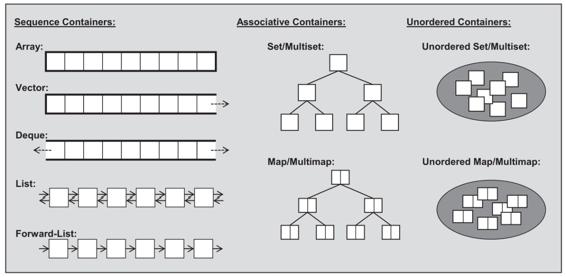 Sequence Containers:
Array:
Vector:
Deque:
List:
Forward-List:
Associative Containers:
Set/Multiset:
Map/Multimap:
Unordered Containers:
Unordered Set/Multiset:
Unordered Map/Multimap: